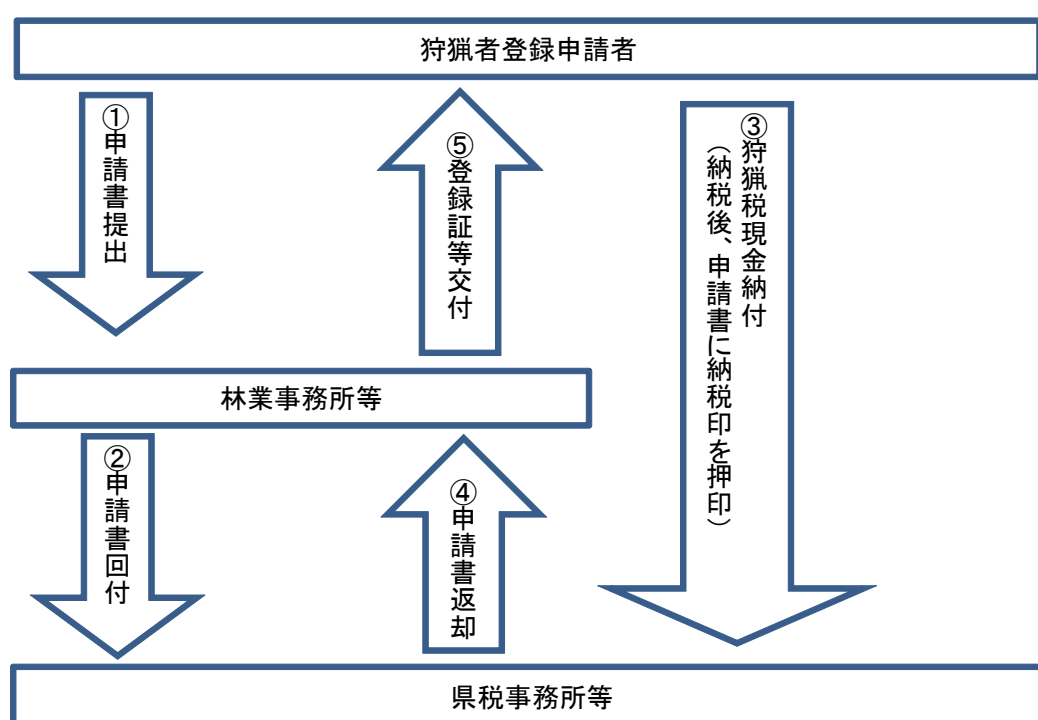 狩猟者登録申請者
①申請書提出
⑤登録証等交付
③狩猟税現金納付
（納税後、申請書に納税印を押印）
林業事務所等
②申請書回付
④申請書返却
県税事務所等